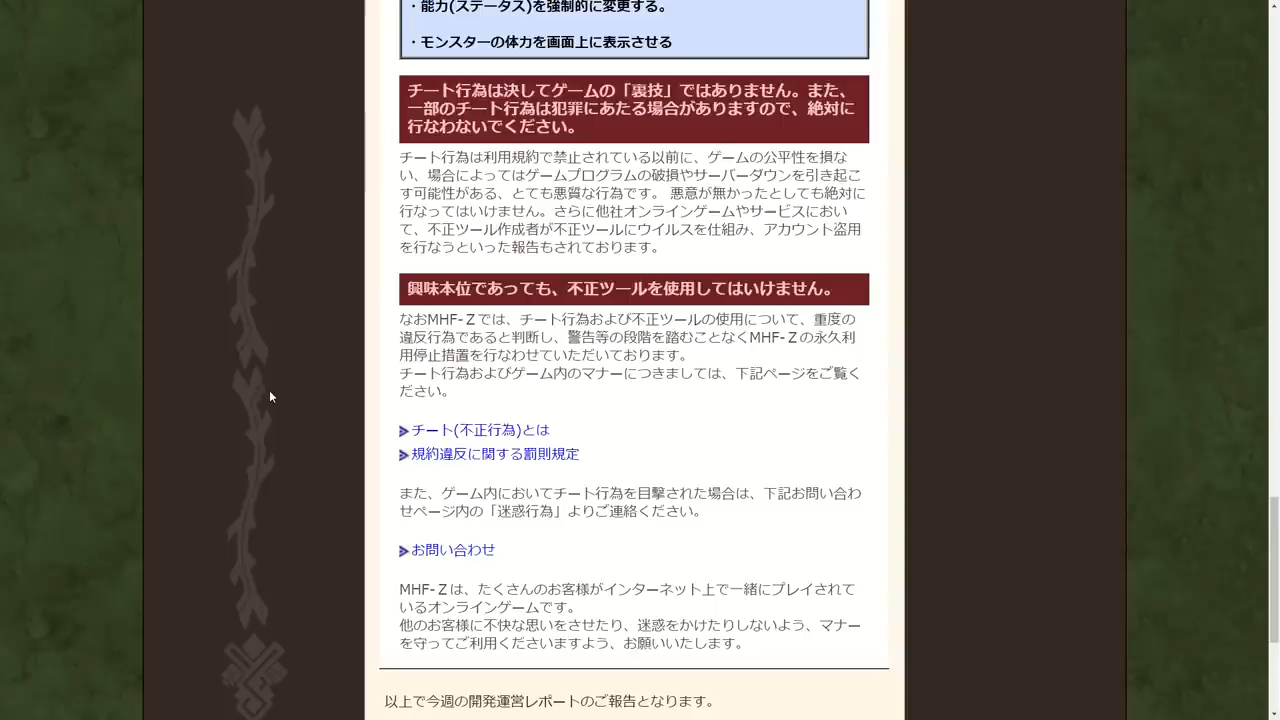 ・能力(ステータス)を強制的に変更する。
・モンスターの体力を画面上に表示させる
チート行為は決してゲームの「裏技」ではありません。また、
一部のチート行為は犯罪にあたる場合がありますので、絶対に
行なわないでください。
チート行為は利用規約で禁止されている以前に、ゲームの公平性を損な
い、場合によってはゲームプログラムの破損やサーバーダウンを引き起こ
す可能性がある、とても悪質な行為です。 悪意が無かったとしても絶対に
行なってはいけません。さらに他社オンラインゲームやサービスにおい
て、不正ツール作成者が不正ツールにウイルスを仕組み、アカウント盗用
を行なうといった報告もされております。
興味本位であっても、不正ツールを使用してはいけません。
なおMHF-Ｚでは、チート行為および不正ツールの使用について、重度の
違反行為であると判断し、警告等の段階を踏むことなくMHF-Ｚの永久利
用停止措置を行なわせていただいております。
チート行為およびゲーム内のマナーにつきましては、下記ページをご覧く
ださい。
チート(不正行為)とは
規約違反に関する罰則規定
また、ゲーム内においてチート行為を目撃された場合は、下記お問い合わ
せページ内の「迷惑行為」よりご連絡ください。
お問い合わせ
MHF-Ｚは、たくさんのお客様がインターネット上で一緒にプレイされて
いるオンラインゲームです。
他のお客様に不快な思いをさせたり、迷惑をかけたりしないよう、マナー
を守ってご利用くださいますよう、お願いいたします。
以上で今週の開発運営レポートのご報告となります。